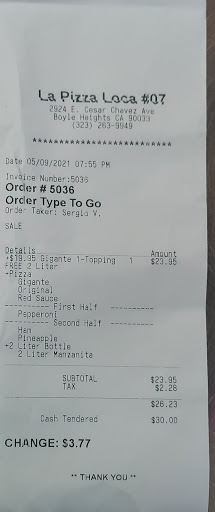 La Pizza Loca #07
2924 E. Cesar Chavez Ave
Boyle Heights CA 90033
(323) 263-9949
**************************
Date 05/09/2021 07:55 PM
Invoice Number:5036
Order # 5036
Order Type To Go
Order Taker: Sergio V.
SALE
Details Amount
+$19.95 Gigante 1-Topping 1 $23.95
FREE 2 Liter
+Pizza
Gigante
Original
Red Sauce
---------- First Half ----------
Pepperoni
---------- Second Half ----------
Ham
Pineapple
+2 Liter Bottle
2 Liter Manzanita
SUBTOTAL $23.95
TAX $2.28
$26.23
Cash Tendered $30.00
CHANGE: $3.77
** THANK YOU **